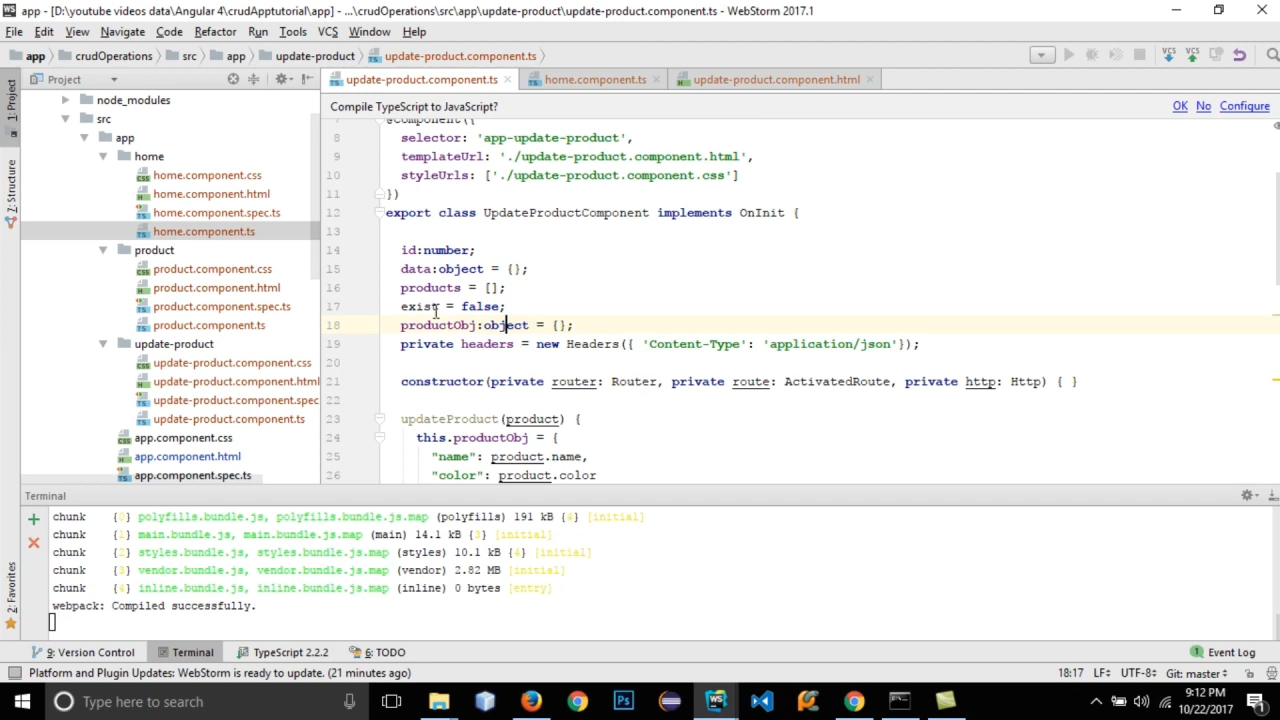 app - [D:\youtube videos data\Angular 4\crudApptutorial\app] - ...\crudOperations\src\app\update-product\update-product.component.ts - WebStorm 2017.1
File Edit View Navigate Code Refactor Run Tools VCS Window Help
app crudOperations src app update-product update-product.component.ts
VCS VCS
Project
update-product.component.ts home.component.ts update-product.component.html
1: Project
7: Structure
2: Favorites
node_modules
src
app
home
home.component.css
home.component.html
home.component.spec.ts
home.component.ts
product
product.component.css
product.component.html
product.component.spec.ts
product.component.ts
update-product
update-product.component.css
update-product.component.html
update-product.component.spec
update-product.component.ts
app.component.css
app.component.html
app.component.spec.ts
Compile TypeScript to JavaScript? OK No Configure
7 @Component({
8 selector: 'app-update-product',
9 templateUrl: './update-product.component.html',
10 styleUrls: ['./update-product.component.css']
11 })
12 export class UpdateProductComponent implements OnInit {
13
14 id:number;
15 data:object = {};
16 products = [];
17 exist = false;
18 productObj:object = {};
19 private headers = new Headers({ 'Content-Type': 'application/json'});
20
21 constructor(private router: Router, private route: ActivatedRoute, private http: Http) { }
22
23 updateProduct(product) {
24 this.productObj = {
25 "name": product.name,
26 "color": product.color
Terminal
chunk {0} polyfills.bundle.js, polyfills.bundle.js.map (polyfills) 191 kB {4} [initial]
chunk {1} main.bundle.js, main.bundle.js.map (main) 14.1 kB {3} [initial]
chunk {2} styles.bundle.js, styles.bundle.js.map (styles) 10.1 kB {4} [initial]
chunk {3} vendor.bundle.js, vendor.bundle.js.map (vendor) 2.82 MB [initial]
chunk {4} inline.bundle.js, inline.bundle.js.map (inline) 0 bytes [entry]
webpack: Compiled successfully.
9: Version Control Terminal TypeScript 2.2.2 6: TODO 1 Event Log
Platform and Plugin Updates: WebStorm is ready to update. (21 minutes ago) 18:17 LF UTF-8 Git: master
Type here to search
WS
Ps
9:12 PM
10/22/2017
1